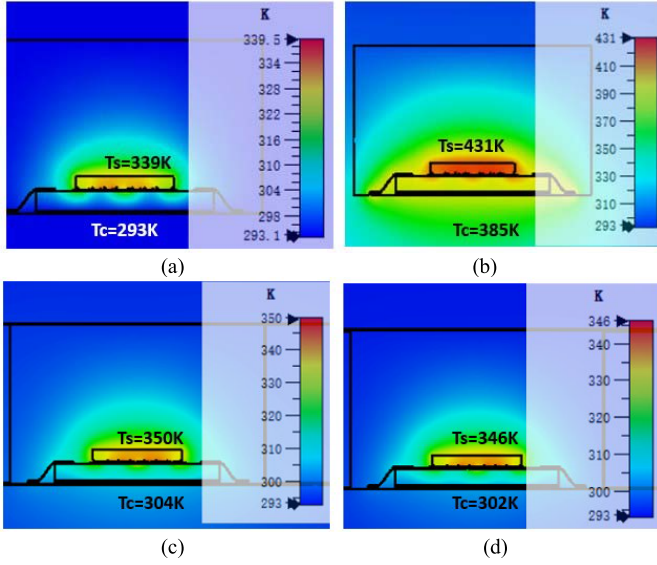 K
339.5
334
328
322
316
310
304
298
293.1
Ts=339K
Tc=293K
(a)
K
431
410
390
370
350
330
310
293
Ts=431K
Tc=385K
(b)
K
350
340
330
320
310
300
293
Ts=350K
Tc=304K
(c)
K
346
340
330
320
310
300
293
Ts=346K
Tc=302K
(d)